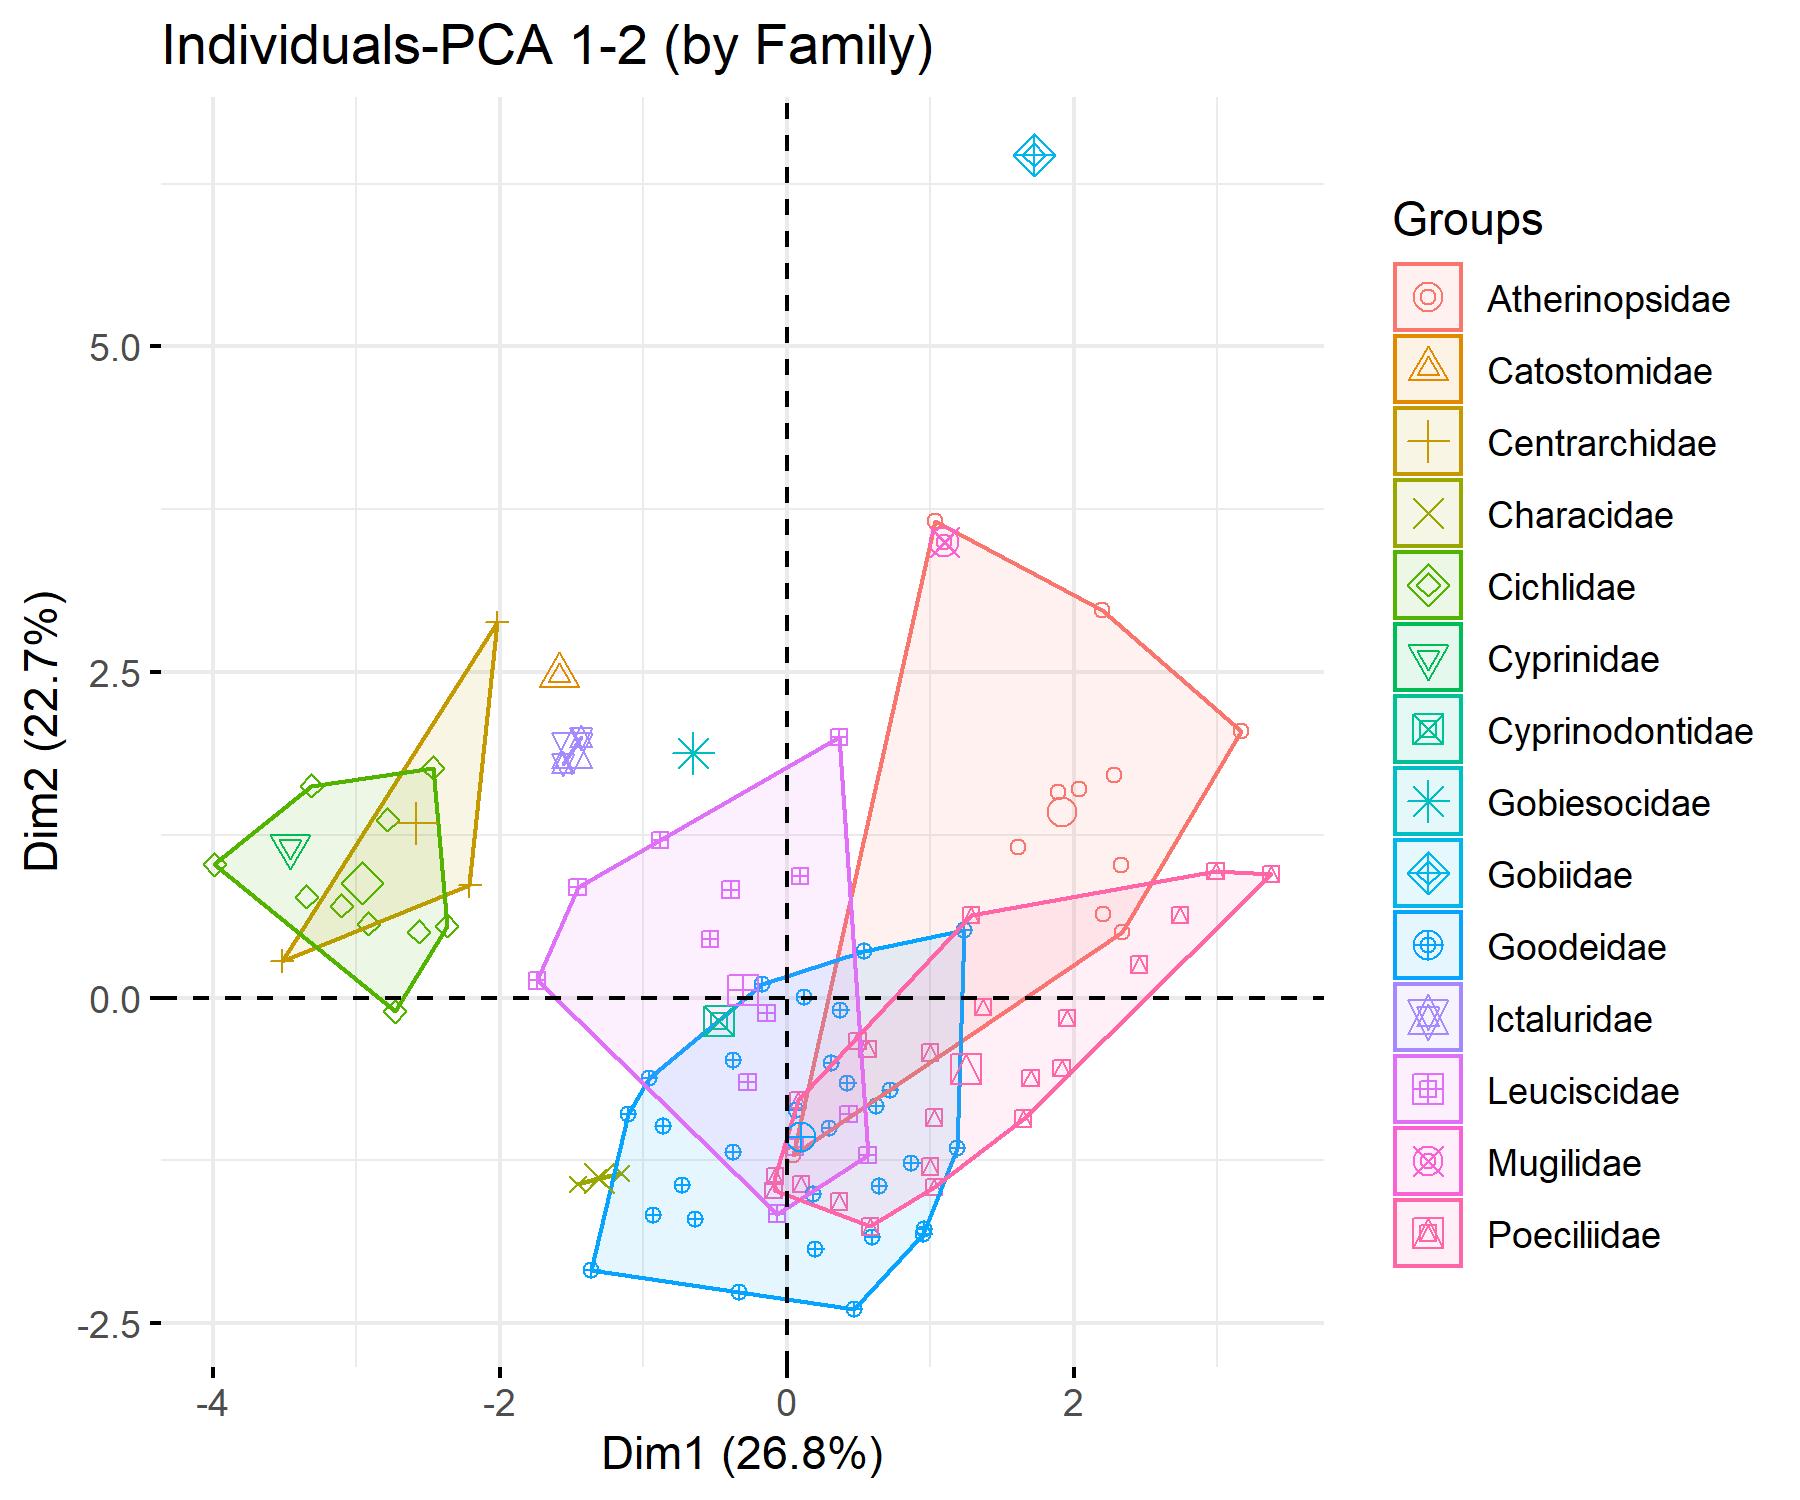 Individuals-PCA 1-2 (by Family)
Dim2 (22.7%)
5.0
2.5
0.0
-2.5
-4
-2
0
2
Dim1 (26.8%)
Groups
Atherinopsidae
Catostomidae
Centrarchidae
Characidae
Cichlidae
Cyprinidae
Cyprinodontidae
Gobiesocidae
Gobiidae
Goodeidae
Ictaluridae
Leuciscidae
Mugilidae
Poeciliidae